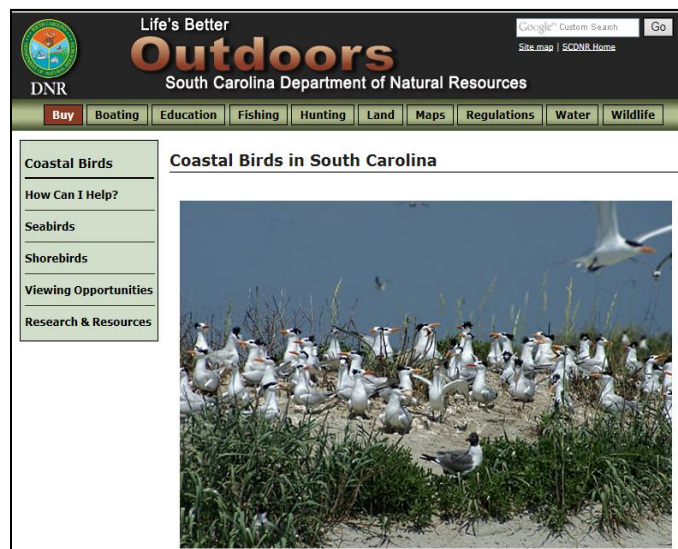 Life's Better
Outdoors
South Carolina Department of Natural Resources
DNR
Google™ Custom Search Go
Site map | SCDNR Home
Buy Boating Education Fishing Hunting Land Maps Regulations Water Wildlife
Coastal Birds
How Can I Help?
Seabirds
Shorebirds
Viewing Opportunities
Research & Resources
Coastal Birds in South Carolina